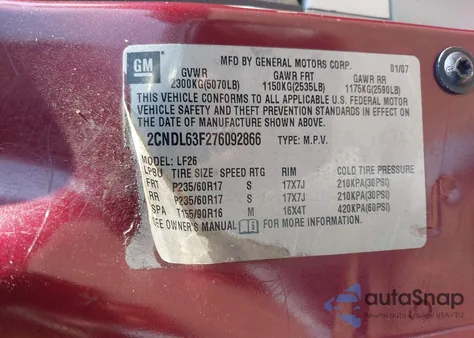 GM
MFD BY GENERAL MOTORS CORP. 01/07
GVWR GAWR FRT GAWR RR
2300KG(5070LB) 1150KG(2535LB) 1175KG(2590LB)
THIS VEHICLE CONFORMS TO ALL APPLICABLE U.S. FEDERAL MOTOR
VEHICLE SAFETY AND THEFT PREVENTION STANDARDS IN EFFECT ON
THE DATE OF MANUFACTURE SHOWN ABOVE.
2CNDL63F276092866 TYPE: M.P.V.
MODEL: LF26
TIRE SIZE SPEED RTG RIM COLD TIRE PRESSURE
FRT P235/60R17 S 17X7J 210KPA(30PSI)
RR P235/60R17 S 17X7J 210KPA(30PSI)
SPA T155/90R16 M 16X4T 420KPA(60PSI)
SEE OWNER'S MANUAL FOR MORE INFORMATION.
autoSnap